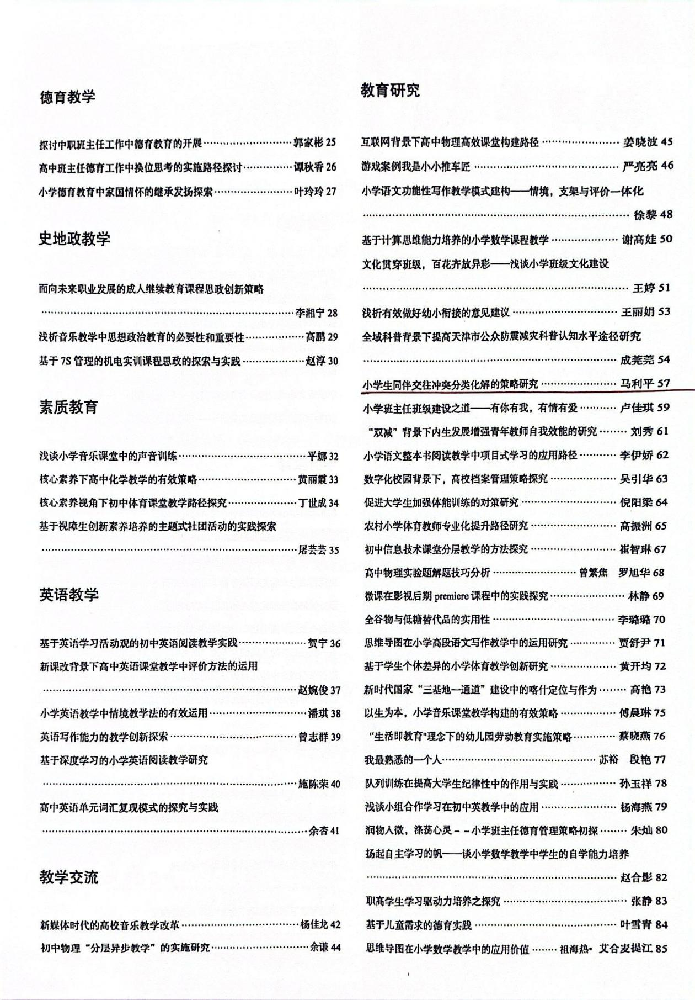 德育教学
探讨中职班主任工作中德育教育的开展························郭家彬 25
高中班主任德育工作中换位思考的实施路径探讨···············谭秋香 26
小学德育教育中家国情怀的继承发扬探索·······················叶玲玲 27
史地政教学
面向未来职业发展的成人继续教育课程思政创新策略
······················································李湘宁 28
浅析音乐教学中思想政治教育的必要性和重要性··················高鹏 29
基于 7S 管理的机电实训课程思政的探索与实践···················赵淳 30
素质教育
浅谈小学音乐课堂中的声音训练·······························平娜 32
核心素养下高中化学教学的有效策略·························黄丽霞 33
核心素养视角下初中体育课堂教学路径探究····················丁世成 34
基于视障生创新素养培养的主题式社团活动的实践探索
······················································屠芸芸 35
英语教学
基于英语学习活动观的初中英语阅读教学实践····················贺宁 36
新课改背景下高中英语课堂教学中评价方法的运用
······················································赵婉俊 37
小学英语教学中情境教学法的有效运用··························潘琪 38
英语写作能力的教学创新探索·······························曾志群 39
基于深度学习的小学英语阅读教学研究
······················································施陈荣 40
高中英语单元词汇复现模式的探究与实践
························································余杏 41
教学交流
新媒体时代的高校音乐教学改革·····························杨佳龙 42
初中物理“分层异步教学”的实施研究·························余谦 44
教育研究
互联网背景下高中物理高效课堂构建路径····················姜晓波 45
游戏案例我是小小推车匠··································严亮亮 46
小学语文功能性写作教学模式建构——情境，支架与评价一体化
························································徐黎 48
基于计算思维能力培养的小学数学课程教学··················谢高娃 50
文化贯穿班级，百花齐放异彩——浅谈小学班级文化建设
························································王婷 51
浅析有效做好幼小衔接的意见建议··························王丽娟 53
全域科普背景下提高天津市公众防震减灾科普认知水平途径研究
······················································成莞莞 54
小学生同伴交往冲突分类化解的策略研究····················马利平 57
小学班主任班级建设之道——有你有我，有情有爱···········卢佳琪 59
“双减”背景下内生发展增强青年教师自我效能的研究········刘秀 61
小学语文整本书阅读教学中项目式学习的应用路径···········李伊娇 62
数字化校园背景下，高校档案管理策略探究·················吴引华 63
促进大学生加强体能训练的对策研究························倪阳梁 64
农村小学体育教师专业化提升路径研究······················高振洲 65
初中信息技术课堂分层教学的方法探究······················崔智琳 67
高中物理实验题解题技巧分析······················曾繁焦　罗旭华 68
微课在影视后期 premiere 课程中的实践探究···················林静 69
全谷物与低糖替代品的实用性······························李璐璐 70
思维导图在小学高段语文写作教学中的运用研究·············贾舒尹 71
基于学生个体差异的小学体育教学创新研究··················黄开均 72
新时代国家“三基地一通道”建设中的喀什定位与作为········高艳 73
以生为本，小学音乐课堂教学构建的有效策略···············傅晨琳 75
“生活即教育"理念下的幼儿园劳动教育实施策略············蔡晓燕 76
我最熟悉的一个人······································苏裕　段艳 77
队列训练在提高大学生纪律性中的作用与实践···············孙玉祥 78
浅谈小组合作学习在初中英教学中的应用····················杨海燕 79
润物人微，涤荡心灵－－小学班主任德育管理策略初探········朱灿 80
扬起自主学习的帆——谈小学数学教学中学生的自学能力培养
······················································赵合影 82
职高学生学习驱动力培养之探究································张静 83
基于儿童需求的德育实践··································叶雪青 84
思维导图在小学数学教学中的应用价值········祖海热·艾合麦提江 85